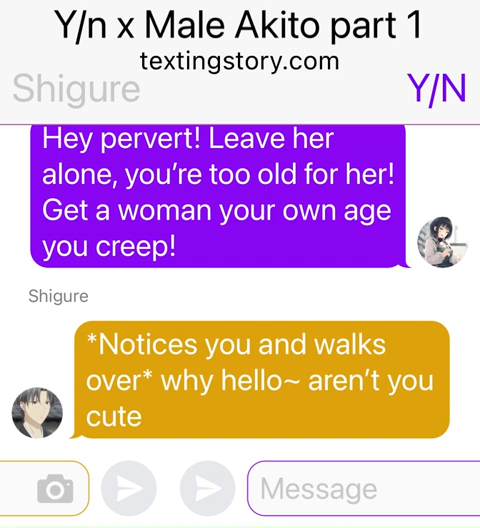 Y/n x Male Akito part 1
textingstory.com
Shigure
Y/N
Hey pervert! Leave her
alone, you're too old for her!
Get a woman your own age
you creep!
Shigure
*Notices you and walks
over* why hello~ aren't you
cute
Message